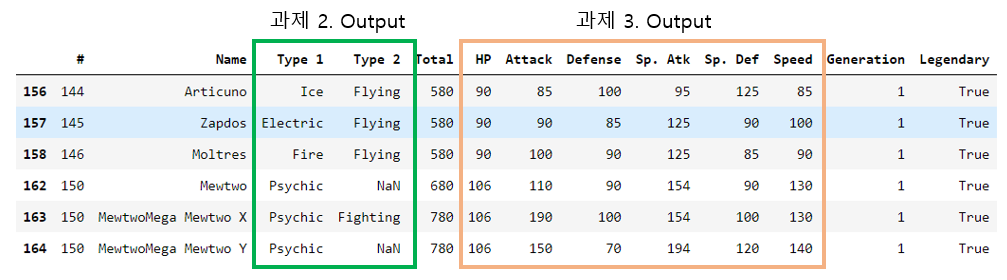 과제 2. Output 과제 3. Output
# Name Type 1 Type 2 Total HP Attack Defense Sp. Atk Sp. Def Speed Generation Legendary
156 144 Articuno Ice Flying 580 90 85 100 95 125 85 1 True
157 145 Zapdos Electric Flying 580 90 90 85 125 90 100 1 True
158 146 Moltres Fire Flying 580 90 100 90 125 85 90 1 True
162 150 Mewtwo Psychic NaN 680 106 110 90 154 90 130 1 True
163 150 MewtwoMega Mewtwo X Psychic Fighting 780 106 190 100 154 100 130 1 True
164 150 MewtwoMega Mewtwo Y Psychic NaN 780 106 150 70 194 120 140 1 True